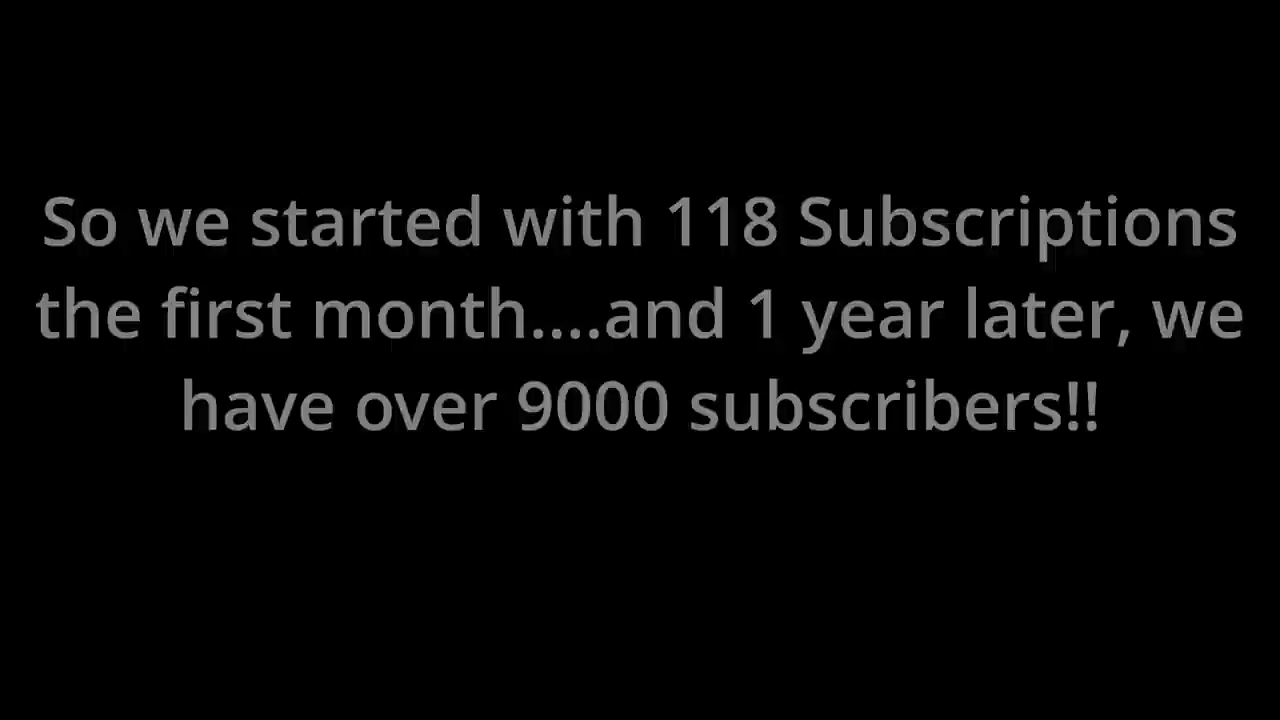 So we started with 118 Subscriptions
the first month....and 1 year later, we
have over 9000 subscribers!!